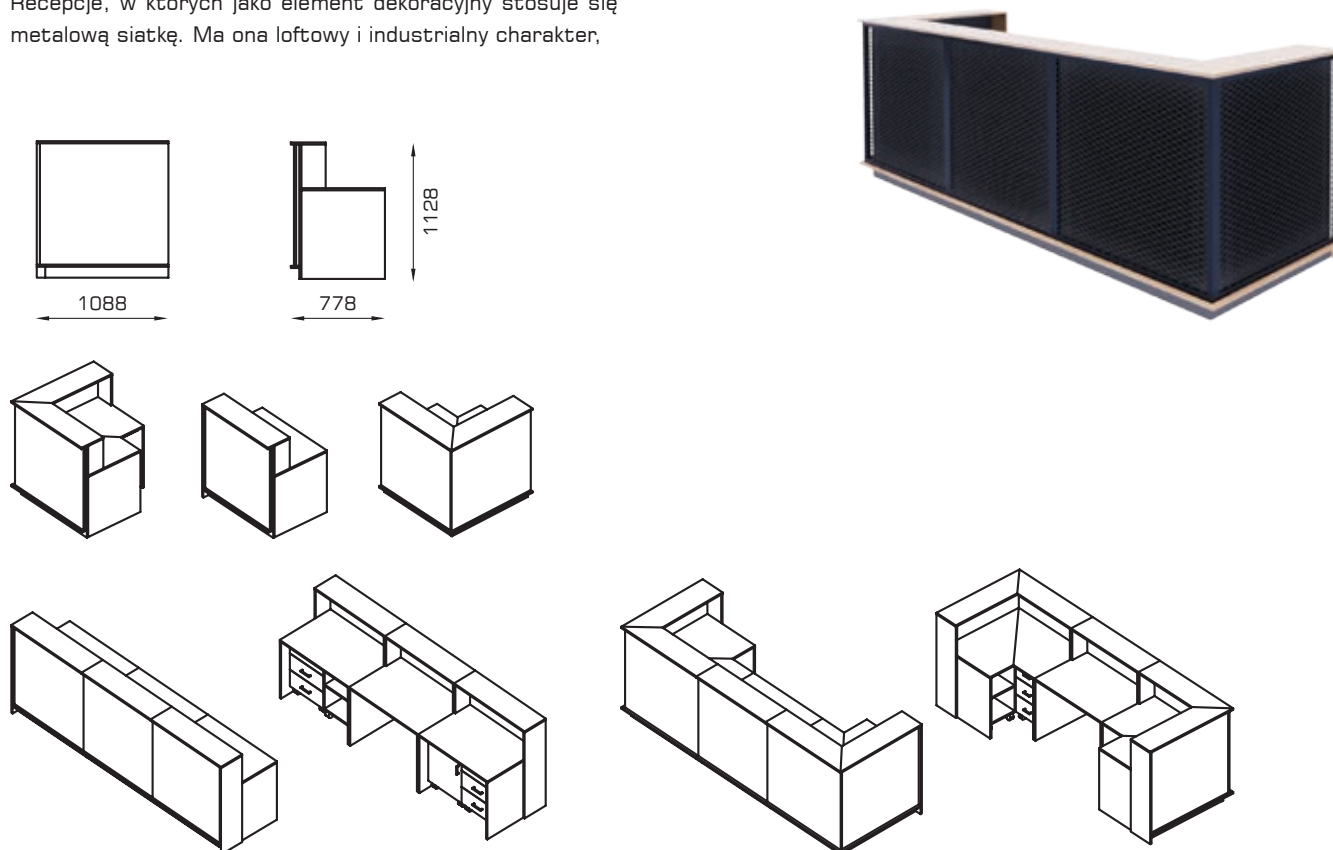 Recepcje, w których jako element dekoracyjny stosuje się
metalową siatkę. Ma ona loftowy i industrialny charakter,
1128
1088
778